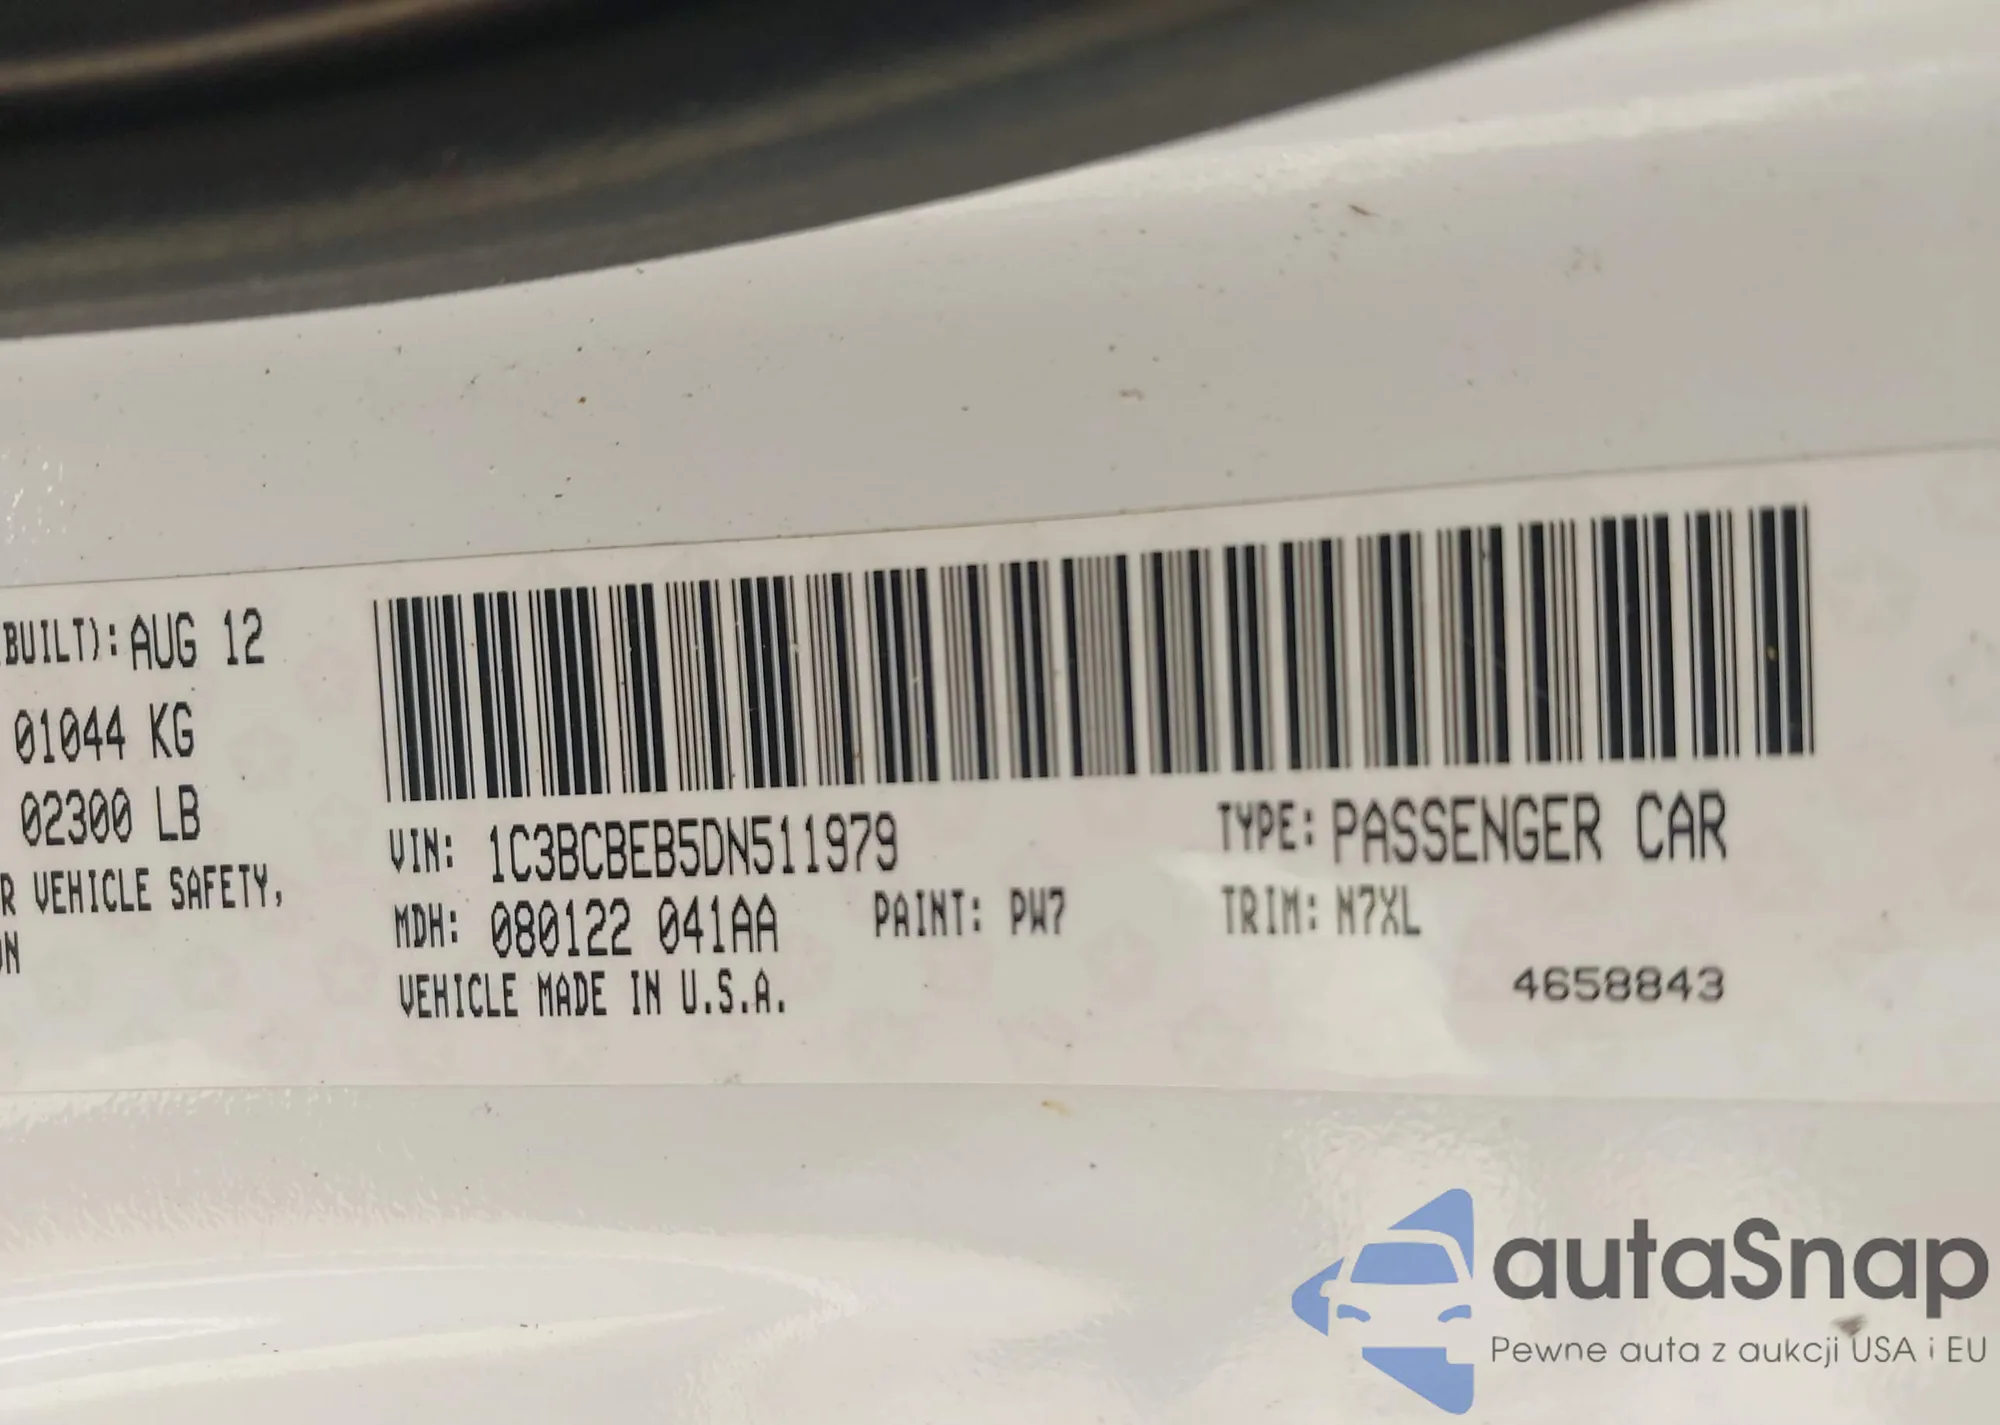 BUILT): AUG 12
01044 KG
02300 LB
R VEHICLE SAFETY,
ON
VIN: 1C3BCBEB5DN511979
TYPE: PASSENGER CAR
MDH: 080122 041AA
PAINT: PW7
TRIM: N7XL
VEHICLE MADE IN U.S.A.
4658843
autaSnap
Pewne auta z aukcji USA i EU